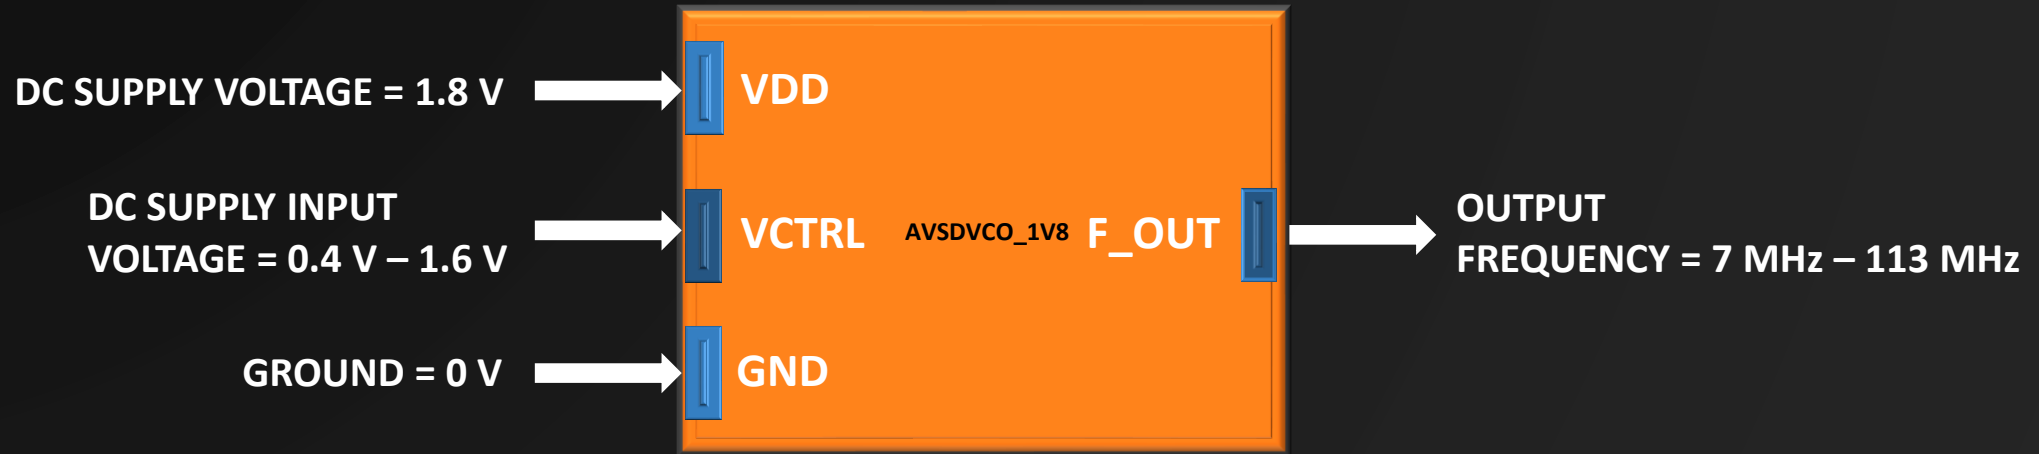 DC SUPPLY VOLTAGE = 1.8 V
VDD
DC SUPPLY INPUT
VOLTAGE = 0.4 V – 1.6 V
VCTRL
AVSDVCO_1V8
F_OUT
OUTPUT
FREQUENCY = 7 MHz – 113 MHz
GROUND = 0 V
GND